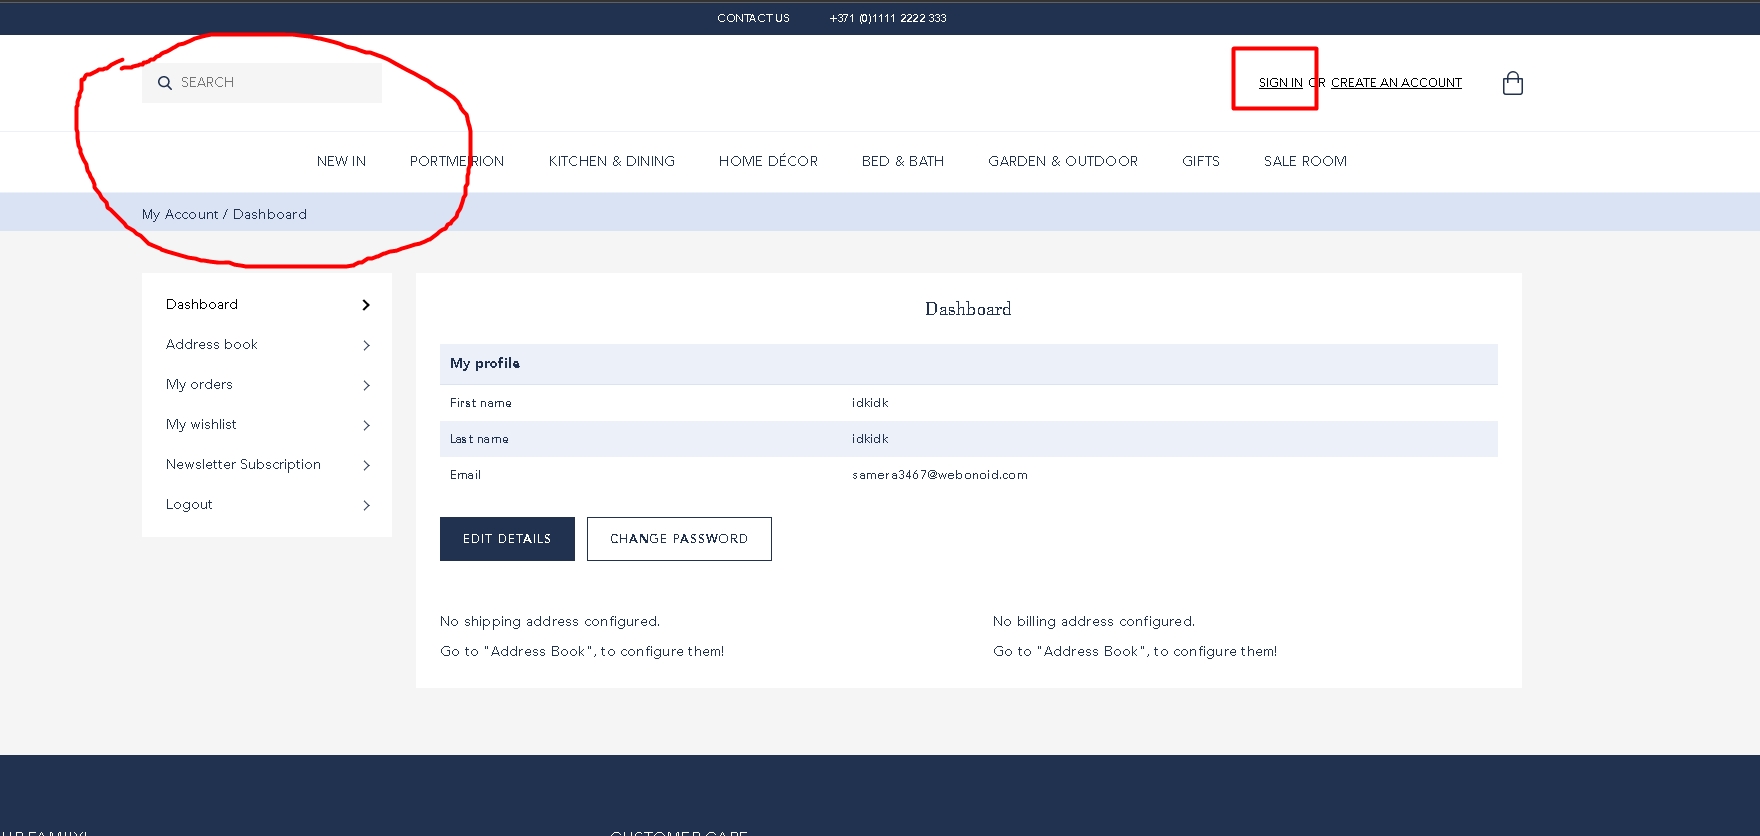 CONTACT US +371 (0)1111 2222 333
SEARCH
SIGN IN OR CREATE AN ACCOUNT
NEW IN PORTMEIRION KITCHEN & DINING HOME DÉCOR BED & BATH GARDEN & OUTDOOR GIFTS SALE ROOM
My Account / Dashboard
Dashboard
Address book
My orders
My wishlist
Newsletter Subscription
Logout
Dashboard
My profile
First name idkidk
Last name idkidk
Email samera3467@webonoid.com
EDIT DETAILS CHANGE PASSWORD
No shipping address configured.
Go to "Address Book", to configure them!
No billing address configured.
Go to "Address Book", to configure them!
CUSTOMER CARE